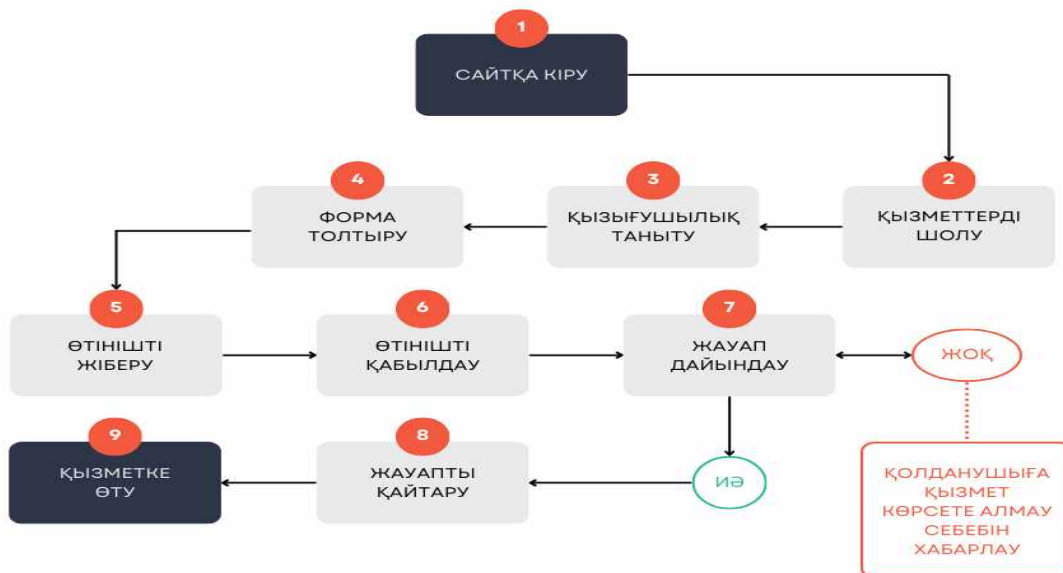 1
САЙТҚА КІРУ
2
ҚЫЗМЕТТЕРДІ
ШОЛУ
3
ҚЫЗЫҒУШЫЛЫҚ
ТАНЫТУ
4
ФОРМА
ТОЛТЫРУ
5
ӨТІНІШТІ
ЖІБЕРУ
6
ӨТІНІШТІ
ҚАБЫЛДАУ
7
ЖАУАП
ДАЙЫНДАУ
ЖОҚ
ҚОЛДАНУШЫҒА
ҚЫЗМЕТ
КӨРСЕТЕ АЛМАУ
СЕБЕБІН
ХАБАРЛАУ
ИӘ
8
ЖАУАПТЫ
ҚАЙТАРУ
9
ҚЫЗМЕТКЕ
ӨТУ